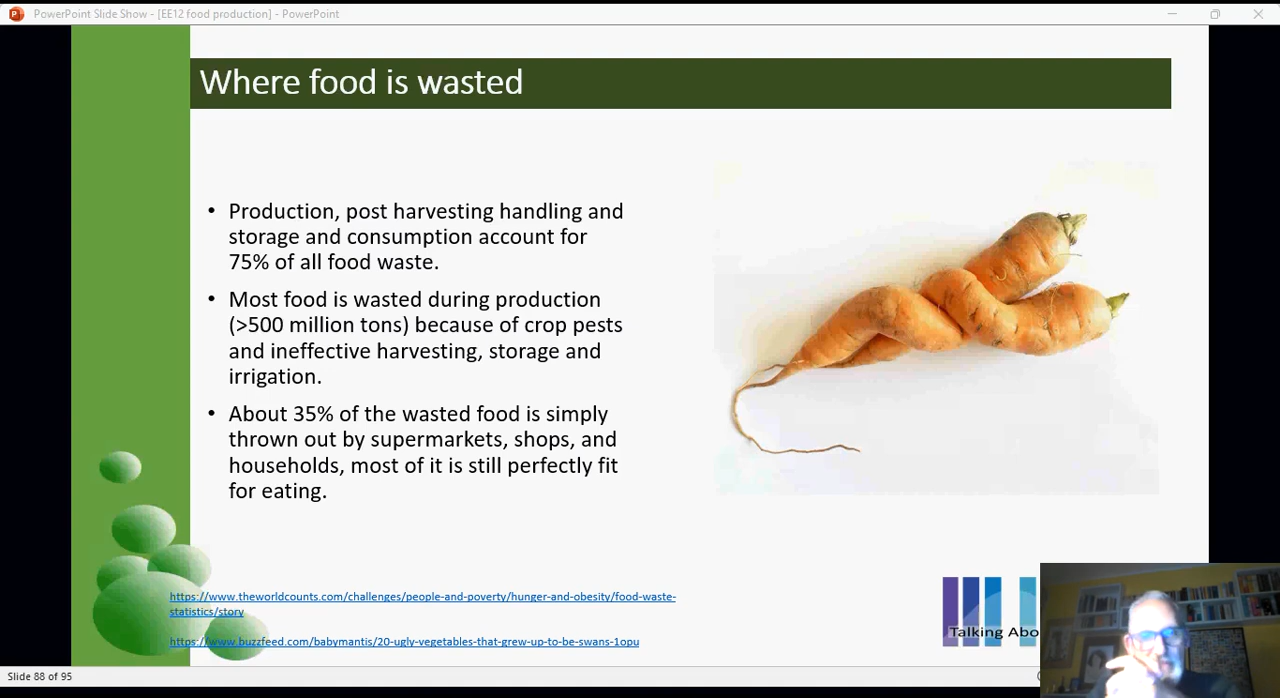 PowerPoint Slide Show - [EE12 food production] - PowerPoint
Where food is wasted
• Production, post harvesting handling and
storage and consumption account for
75% of all food waste.
• Most food is wasted during production
(>500 million tons) because of crop pests
and ineffective harvesting, storage and
irrigation.
• About 35% of the wasted food is simply
thrown out by supermarkets, shops, and
households, most of it is still perfectly fit
for eating.
https://www.theworldcounts.com/challenges/people-and-poverty/hunger-and-obesity/food-waste-
statistics/story
https://www.buzzfeed.com/babymantis/20-ugly-vegetables-that-grew-up-to-be-swans-1opu
Talking Abo
Slide 88 of 95